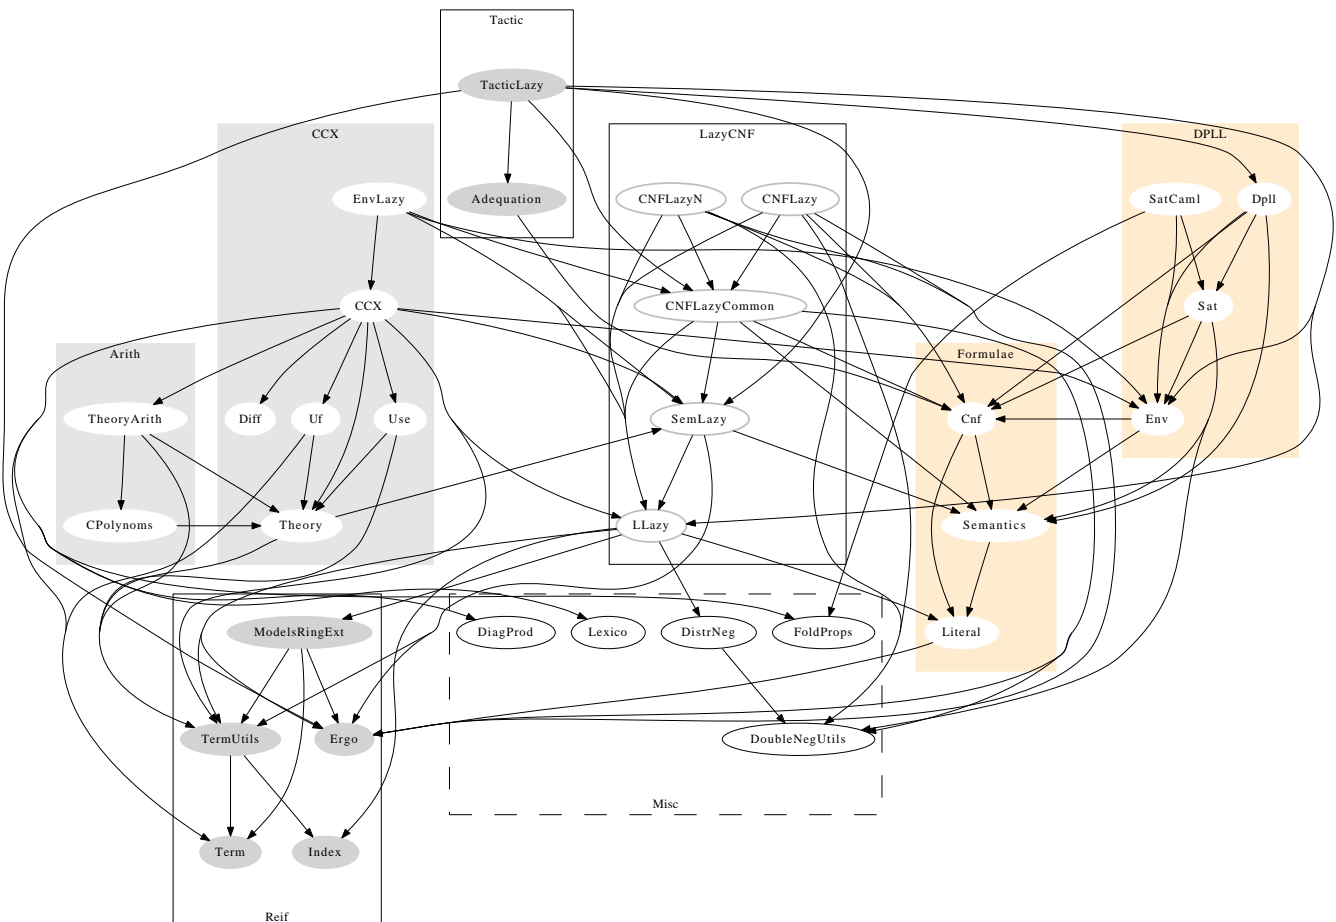 Tactic
TacticLazy
CCX
LazyCNF
DPLL
EnvLazy
Adequation
CNFLazyN
CNFLazy
SatCaml
Dpll
CCX
CNFLazyCommon
Sat
Arith
Formulae
TheoryArith
Diff
Uf
Use
SemLazy
Cnf
Env
CPolynoms
Theory
LLazy
Semantics
ModelsRingExt
DiagProd
Lexico
DistrNeg
FoldProps
Literal
TermUtils
Ergo
DoubleNegUtils
Misc
Term
Index
Reif